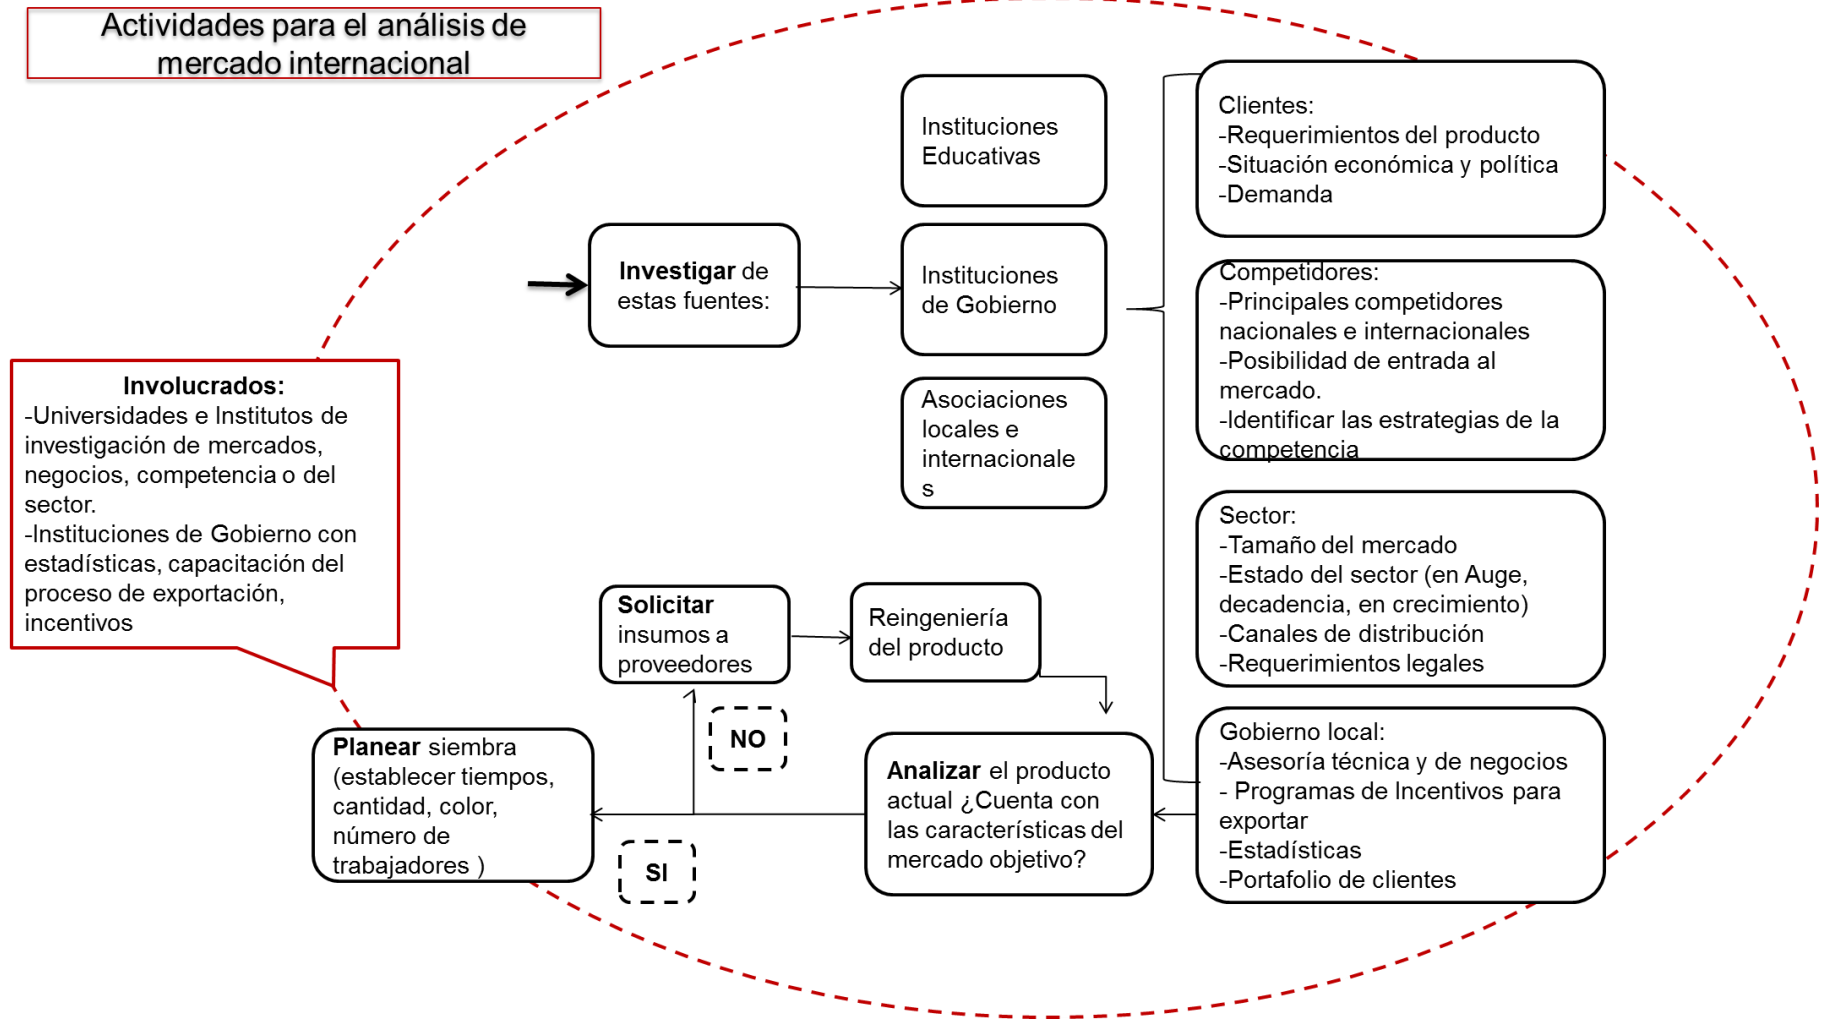 Actividades para el análisis de
mercado internacional
Instituciones
Educativas
Clientes:
-Requerimientos del producto
-Situación económica y política
-Demanda
Investigar de
estas fuentes:
Instituciones
de Gobierno
Competidores:
-Principales competidores
nacionales e internacionales
-Posibilidad de entrada al
mercado.
-Identificar las estrategias de la
competencia
Involucrados:
-Universidades e Institutos de
investigación de mercados,
negocios, competencia o del
sector.
-Instituciones de Gobierno con
estadísticas, capacitación del
proceso de exportación,
incentivos
Asociaciones
locales e
internacionale
s
Sector:
-Tamaño del mercado
-Estado del sector (en Auge,
decadencia, en crecimiento)
-Canales de distribución
-Requerimientos legales
Solicitar
insumos a
proveedores
Reingeniería
del producto
NO
Planear siembra
(establecer tiempos,
cantidad, color,
número de
trabajadores )
SI
Analizar el producto
actual ¿Cuenta con
las características del
mercado objetivo?
Gobierno local:
-Asesoría técnica y de negocios
- Programas de Incentivos para
exportar
-Estadísticas
-Portafolio de clientes